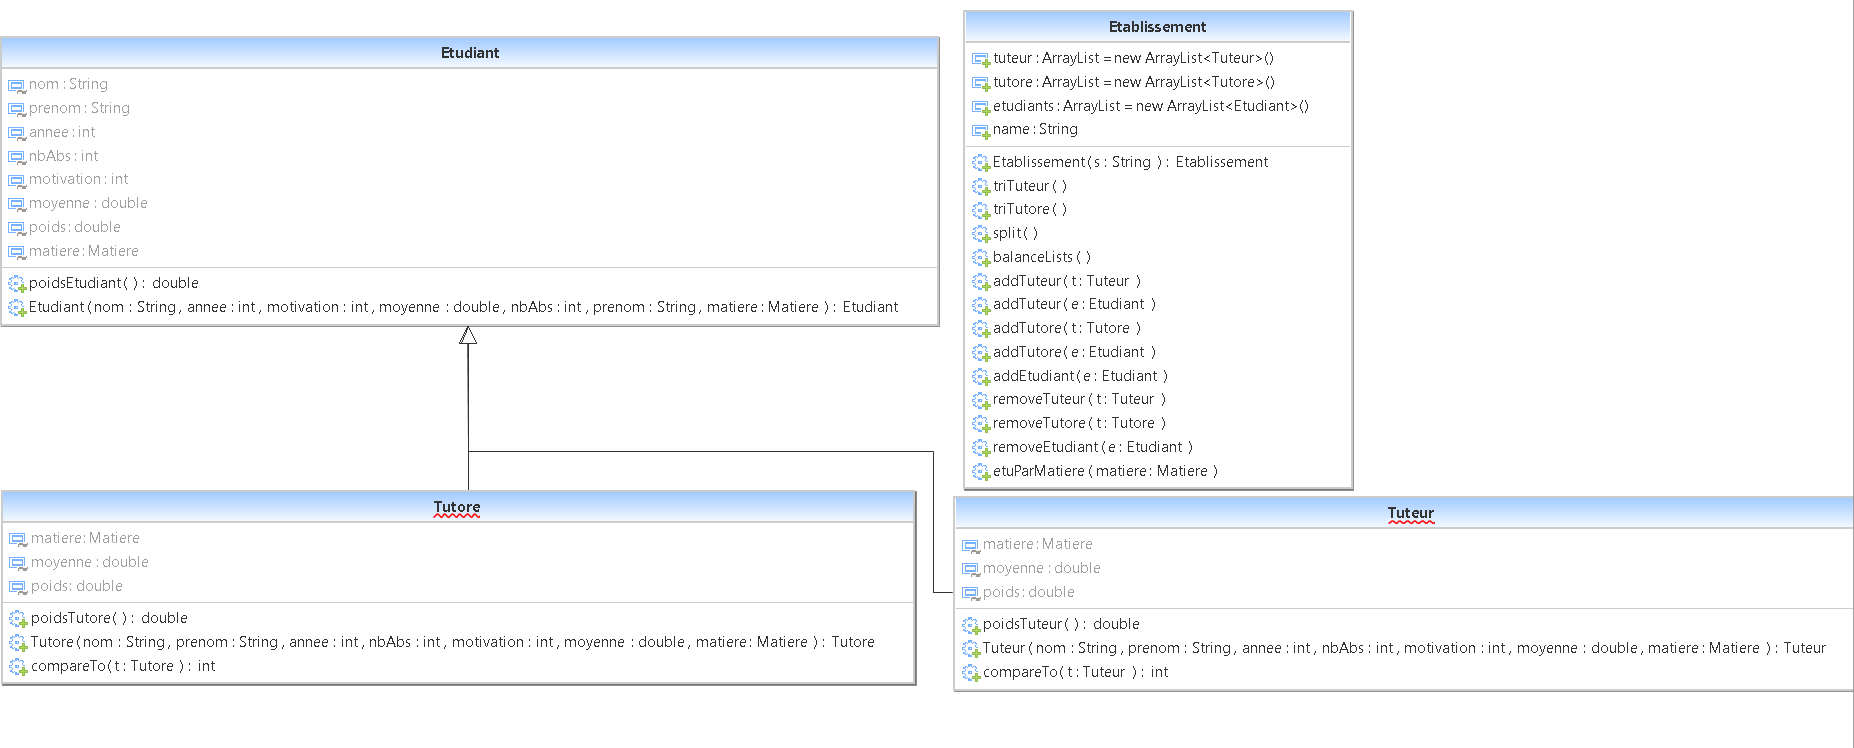 Etudiant
nom : String
prenom : String
annee : int
nbAbs : int
motivation : int
moyenne : double
poids : double
matiere : Matiere
poidsEtudiant( ) : double
Etudiant(nom : String, annee : int, motivation : int, moyenne : double, nbAbs : int, prenom : String, matiere : Matiere ) : Etudiant
Etablissement
tuteur : ArrayList = new ArrayList<Tuteur>()
tutore : ArrayList = new ArrayList<Tutore>()
etudiants : ArrayList = new ArrayList<Etudiant>()
name : String
Etablissement(s : String ) : Etablissement
triTuteur( )
triTutore( )
split( )
balanceLists( )
addTuteur(t : Tuteur )
addTuteur(e : Etudiant )
addTutore(t : Tutore )
addTutore(e : Etudiant )
addEtudiant(e : Etudiant )
removeTuteur(t : Tuteur )
removeTutore(t : Tutore )
removeEtudiant(e : Etudiant )
etuParMatiere(matiere : Matiere )
Tutore
matiere : Matiere
moyenne : double
poids : double
poidsTutore( ) : double
Tutore(nom : String, prenom : String, annee : int, nbAbs : int, motivation : int, moyenne : double, matiere : Matiere ) : Tutore
compareTo(t : Tutore ) : int
Tuteur
matiere : Matiere
moyenne : double
poids : double
poidsTuteur( ) : double
Tuteur(nom : String, prenom : String, annee : int, nbAbs : int, motivation : int, moyenne : double, matiere : Matiere ) : Tuteur
compareTo(t : Tuteur ) : int